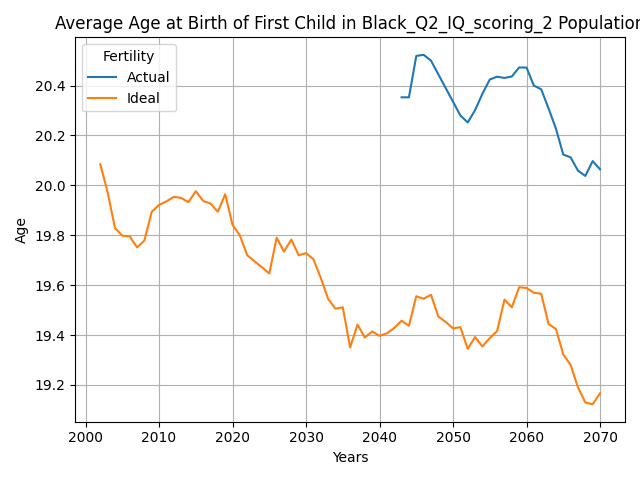 Average Age at Birth of First Child in Black_Q2_IQ_scoring_2 Population
Fertility
Actual
Ideal
20.4
20.2
20.0
19.8
19.6
19.4
19.2
Age
2000 2010 2020 2030 2040 2050 2060 2070
Years